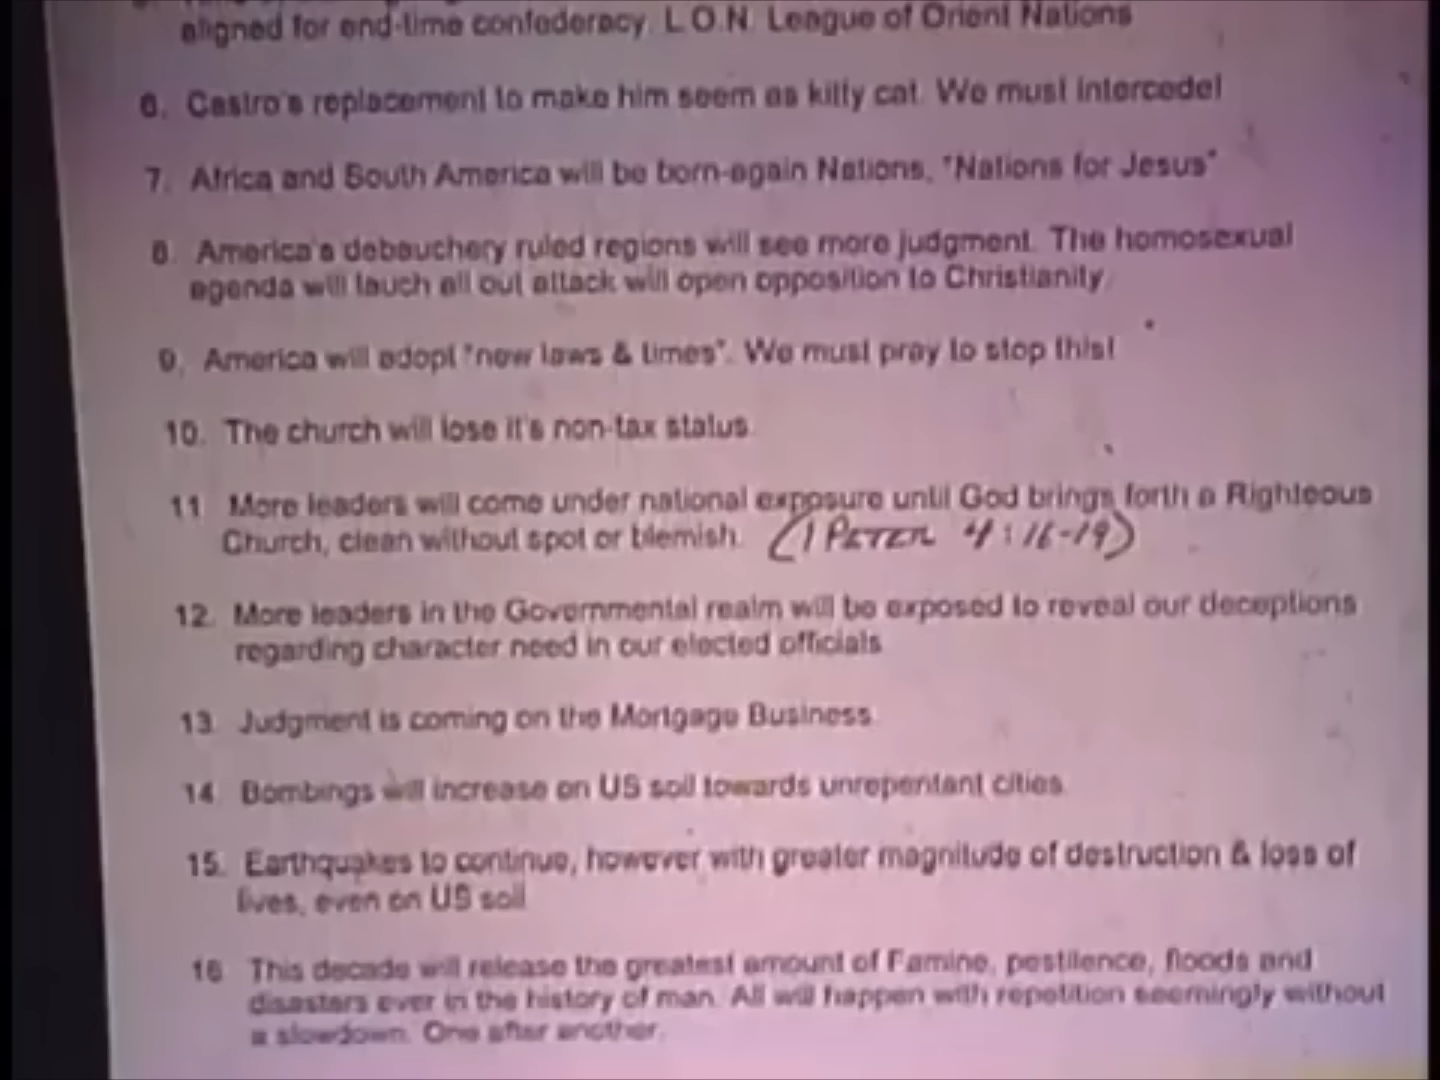 aligned for end-time confederacy. L.O.N. League of Orient Nations
6. Castro's replacement to make him seem as kitty cat. We must intercede!
7. Africa and South America will be born-again Nations, "Nations for Jesus"
8. America's debauchery ruled regions will see more judgment. The homosexual
agenda will lauch all out attack will open opposition to Christianity.
9. America will adopt "new laws & times". We must pray to stop this!
10. The church will lose it's non-tax status.
11. More leaders will come under national exposure until God brings forth a Righteous
Church, clean without spot or blemish. (1 PETER 4:16-19)
12. More leaders in the Governmental realm will be exposed to reveal our deceptions
regarding character need in our elected officials
13. Judgment is coming on the Mortgage Business.
14. Bombings will increase on US soil towards unrepentant cities.
15. Earthquakes to continue, however with greater magnitude of destruction & loss of
lives, even on US soil
16. This decade will release the greatest amount of Famine, pestilence, floods and
disasters ever in the history of man. All will happen with repetition seemingly without
a slowdown. One after another.